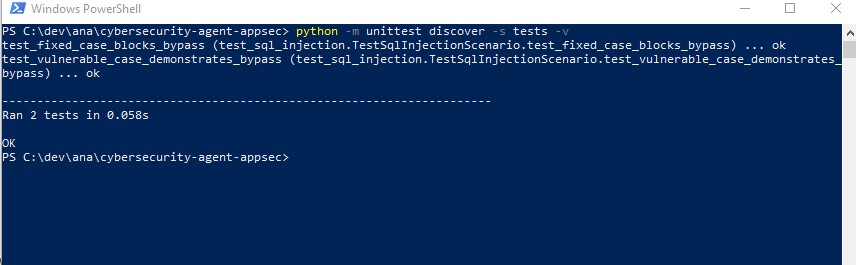 Windows PowerShell
PS C:\dev\ana\cybersecurity-agent-appsec> python -m unittest discover -s tests -v
test_fixed_case_blocks_bypass (test_sql_injection.TestSqlInjectionScenario.test_fixed_case_blocks_bypass) ... ok
test_vulnerable_case_demonstrates_bypass (test_sql_injection.TestSqlInjectionScenario.test_vulnerable_case_demonstrates_
bypass) ... ok
----------------------------------------------------------------------
Ran 2 tests in 0.058s
OK
PS C:\dev\ana\cybersecurity-agent-appsec>